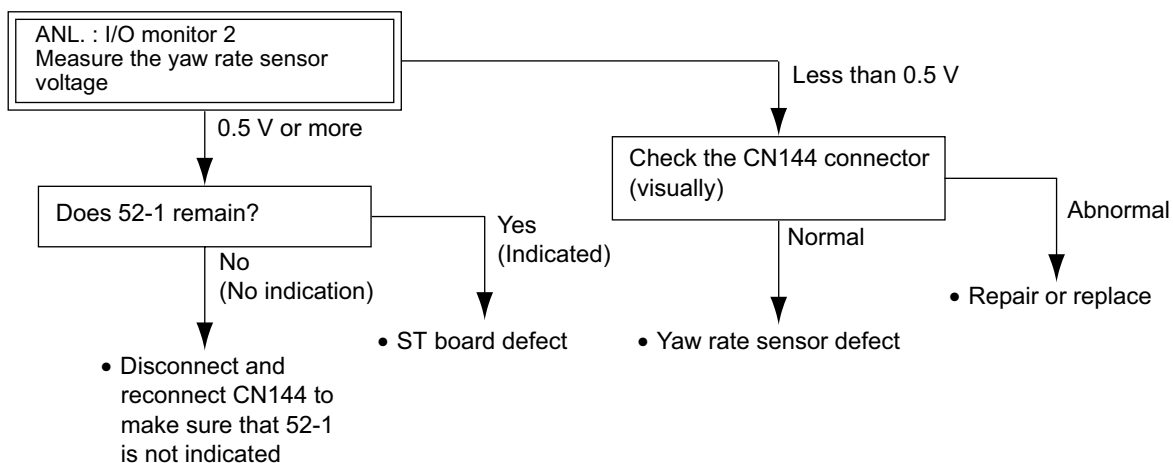 ANL. : I/O monitor 2
Measure the yaw rate sensor
voltage
Less than 0.5 V
0.5 V or more
Check the CN144 connector
(visually)
Does 52-1 remain?
Yes
(Indicated)
Normal
Abnormal
No
(No indication)
• Repair or replace
• ST board defect
• Yaw rate sensor defect
• Disconnect and
reconnect CN144 to
make sure that 52-1
is not indicated